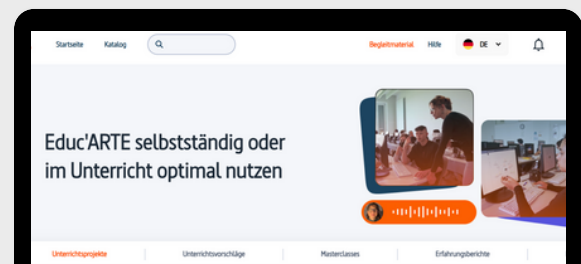 Startseite Katalog Begleitmaterial Hilfe DE
Educ'ARTE selbstständig oder
im Unterricht optimal nutzen
Unterrichtsprojekte Unterrichtsvorschläge Masterclasses Erfahrungsberichte